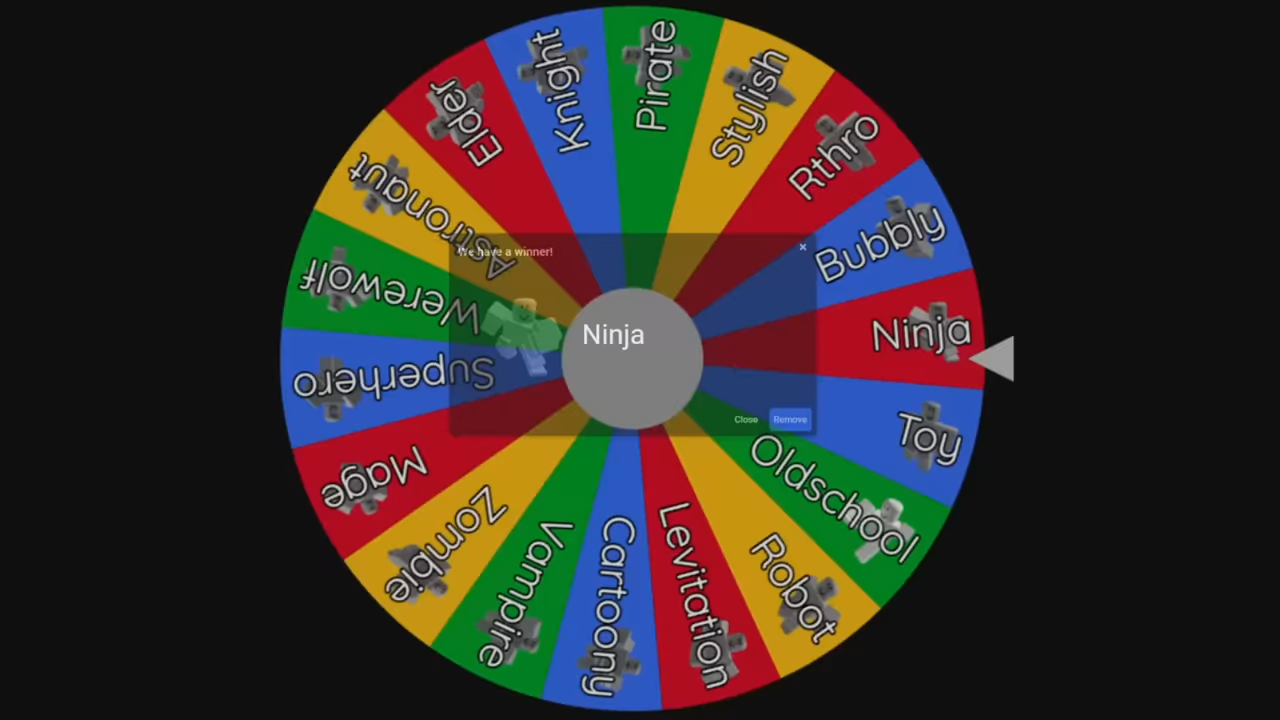 Knight
Pirate
Stylish
Elder
Rthro
Astronaut
Bubbly
We have a winner!
×
Werewolf
Ninja
Ninja
Superhero
Toy
Close
Remove
Mage
Oldschool
Zombie
Vampire
Cartoony
Levitation
Robot